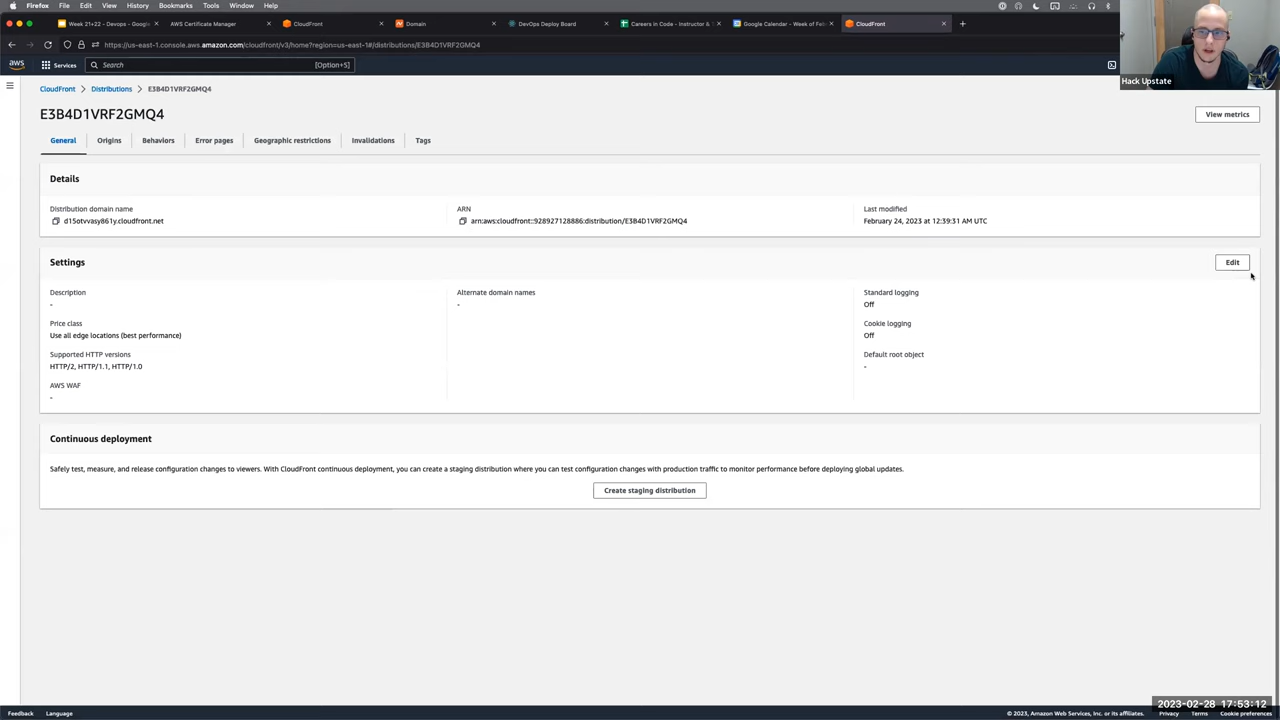 Firefox File Edit View History Bookmarks Tools Window Help
Week 21+22 - Devops - Google AWS Certificate Manager CloudFront Domain DevOps Deploy Board Careers in Code - Instructor & Google Calendar - Week of Feb CloudFront
https://us-east-1.console.aws.amazon.com/cloudfront/v3/home?region=us-east-1#/distributions/E3B4D1VRF2GMQ4
aws Services Search [Option+S]
Hack Upstate
CloudFront Distributions E3B4D1VRF2GMQ4
E3B4D1VRF2GMQ4
View metrics
General Origins Behaviors Error pages Geographic restrictions Invalidations Tags
Details
Distribution domain name ARN Last modified
d15otvvasy861y.cloudfront.net arn:aws:cloudfront::928927128886:distribution/E3B4D1VRF2GMQ4 February 24, 2023 at 12:39:31 AM UTC
Settings Edit
Description Alternate domain names Standard logging
- - Off
Price class Cookie logging
Use all edge locations (best performance) Off
Supported HTTP versions Default root object
HTTP/2, HTTP/1.1, HTTP/1.0 -
AWS WAF
-
Continuous deployment
Safely test, measure, and release configuration changes to viewers. With CloudFront continuous deployment, you can create a staging distribution where you can test configuration changes with production traffic to monitor performance before deploying global updates.
Create staging distribution
2023-02-28 17:53:12
Feedback Language © 2023, Amazon Web Services, Inc. or its affiliates. Privacy Terms Cookie preferences